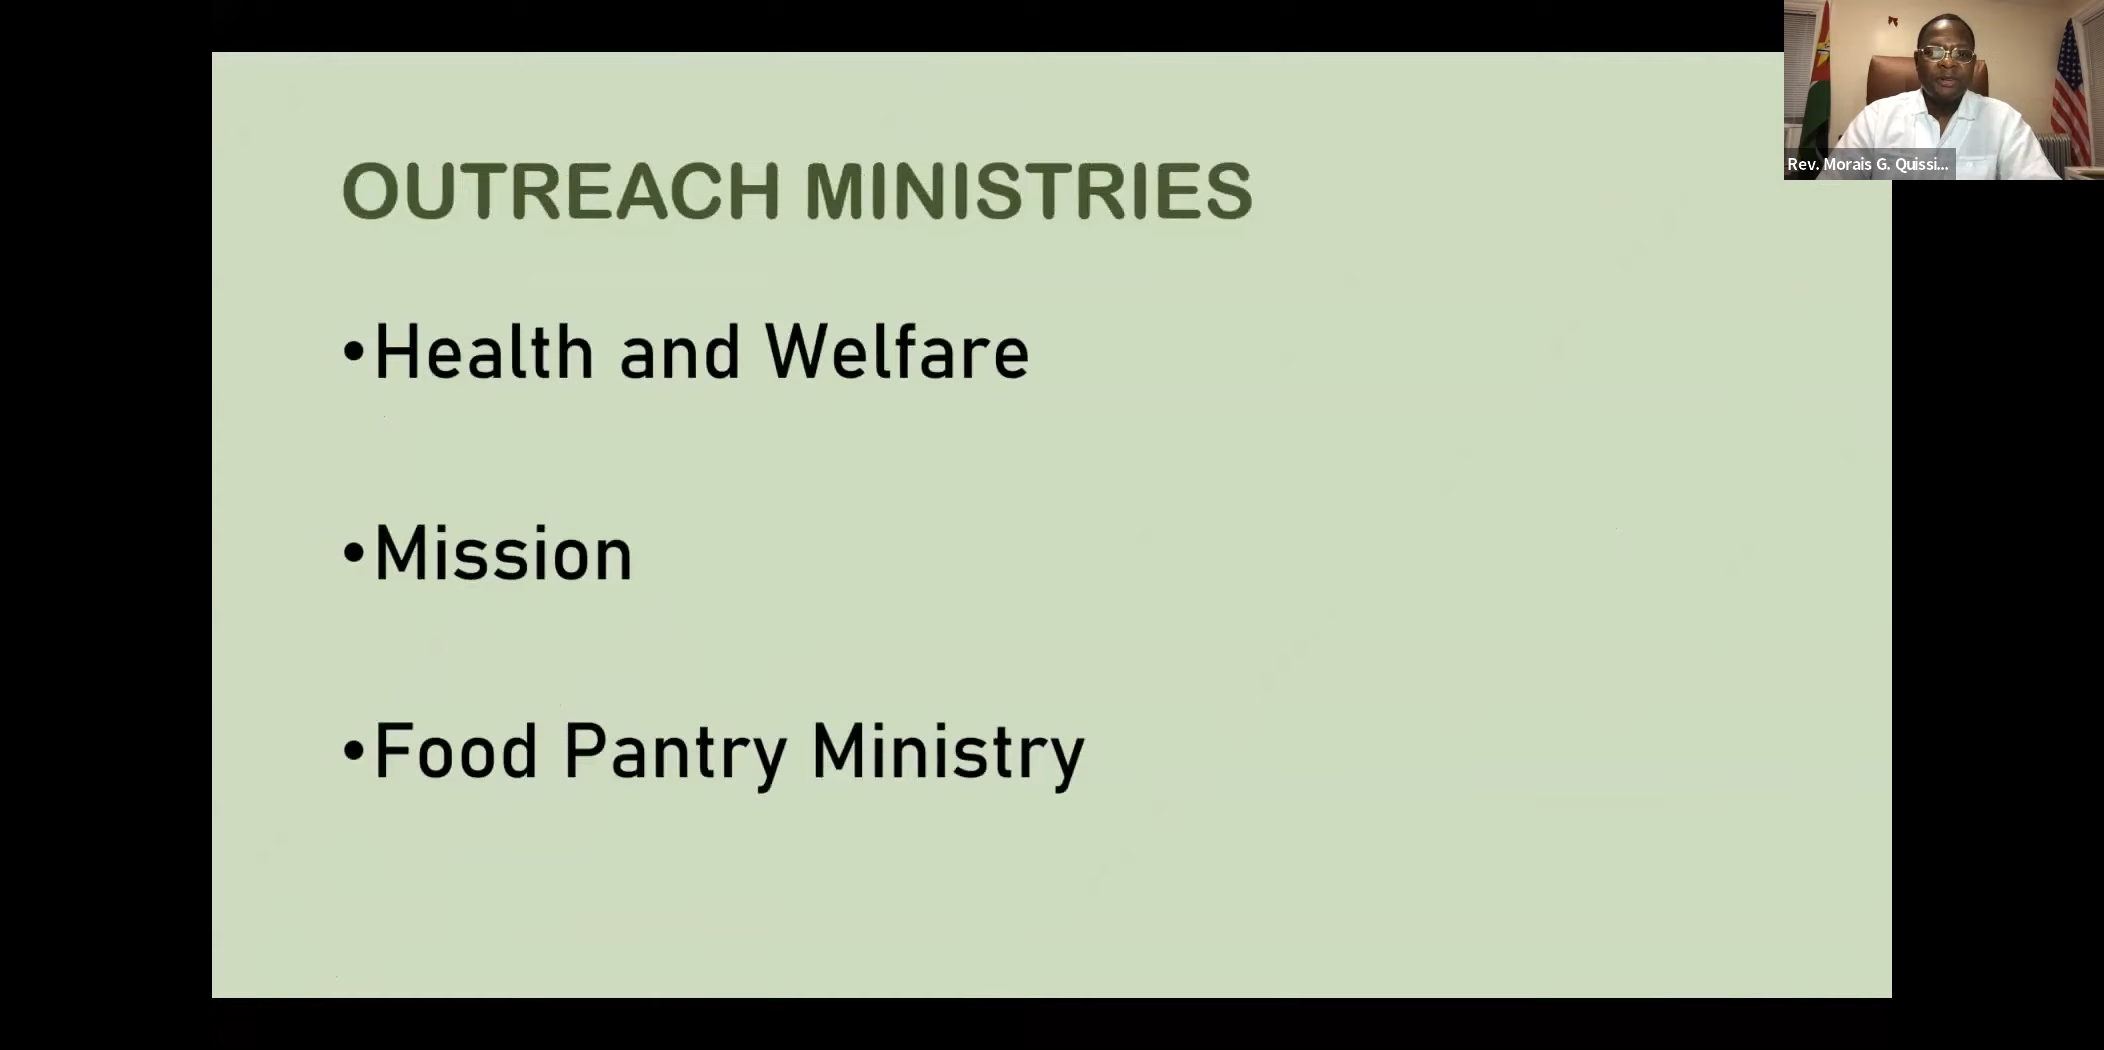 OUTREACH MINISTRIES
•Health and Welfare
•Mission
•Food Pantry Ministry
Rev. Morais G. Quissi...